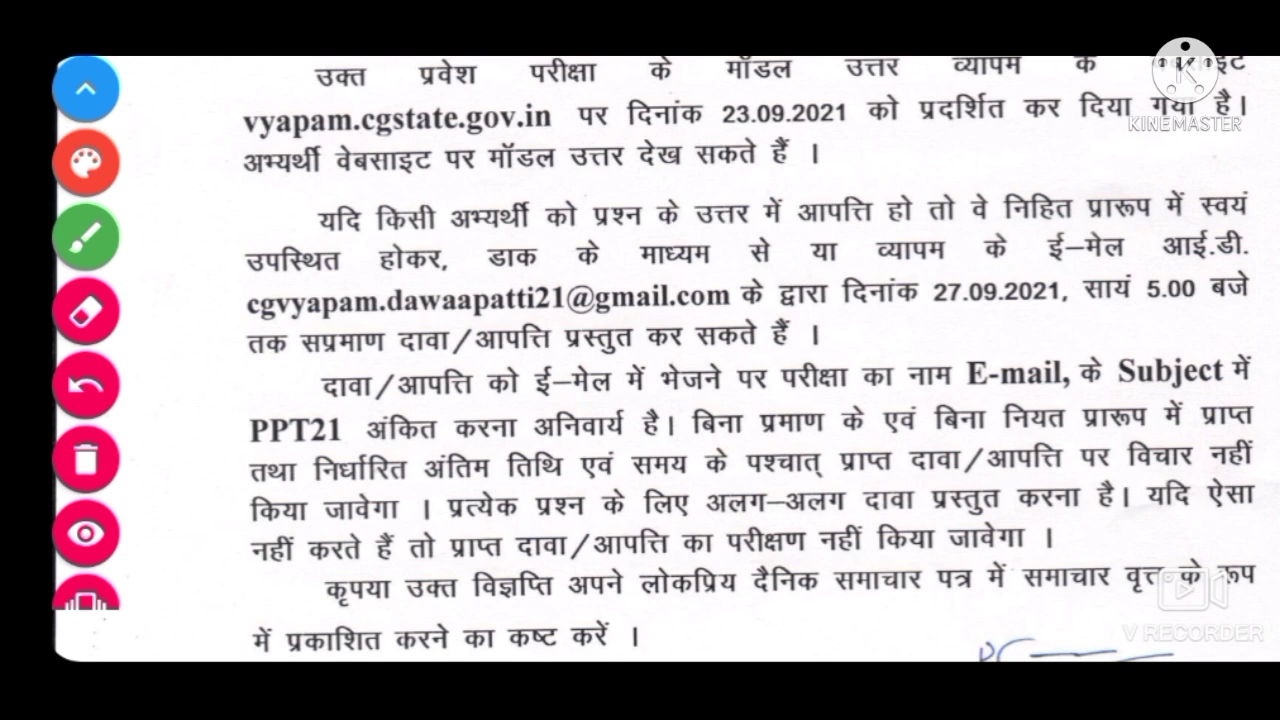 उक्त प्रवेश परीक्षा के मॉडल उत्तर व्यापम के
vyapam.cgstate.gov.in पर दिनांक 23.09.2021 को प्रदर्शित कर दिया गया है।
अभ्यर्थी वेबसाइट पर मॉडल उत्तर देख सकते हैं ।
यदि किसी अभ्यर्थी को प्रश्न के उत्तर में आपत्ति हो तो वे निहित प्रारूप में स्वयं
उपस्थित होकर, डाक के माध्यम से या व्यापम के ई–मेल आई.डी.
cgvyapam.dawaapatti21@gmail.com के द्वारा दिनांक 27.09.2021, सायं 5.00 बजे
तक सप्रमाण दावा/आपत्ति प्रस्तुत कर सकते हैं ।
दावा/आपत्ति को ई–मेल में भेजने पर परीक्षा का नाम E-mail, के Subject में
PPT21 अंकित करना अनिवार्य है। बिना प्रमाण के एवं बिना नियत प्रारूप में प्राप्त
तथा निर्धारित अंतिम तिथि एवं समय के पश्चात् प्राप्त दावा/आपत्ति पर विचार नहीं
किया जावेगा । प्रत्येक प्रश्न के लिए अलग–अलग दावा प्रस्तुत करना है। यदि ऐसा
नहीं करते हैं तो प्राप्त दावा/आपत्ति का परीक्षण नहीं किया जावेगा ।
कृपया उक्त विज्ञप्ति अपने लोकप्रिय दैनिक समाचार पत्र में समाचार वृत्त के रूप
में प्रकाशित करने का कष्ट करें ।
KINEMASTER
V RECORDER